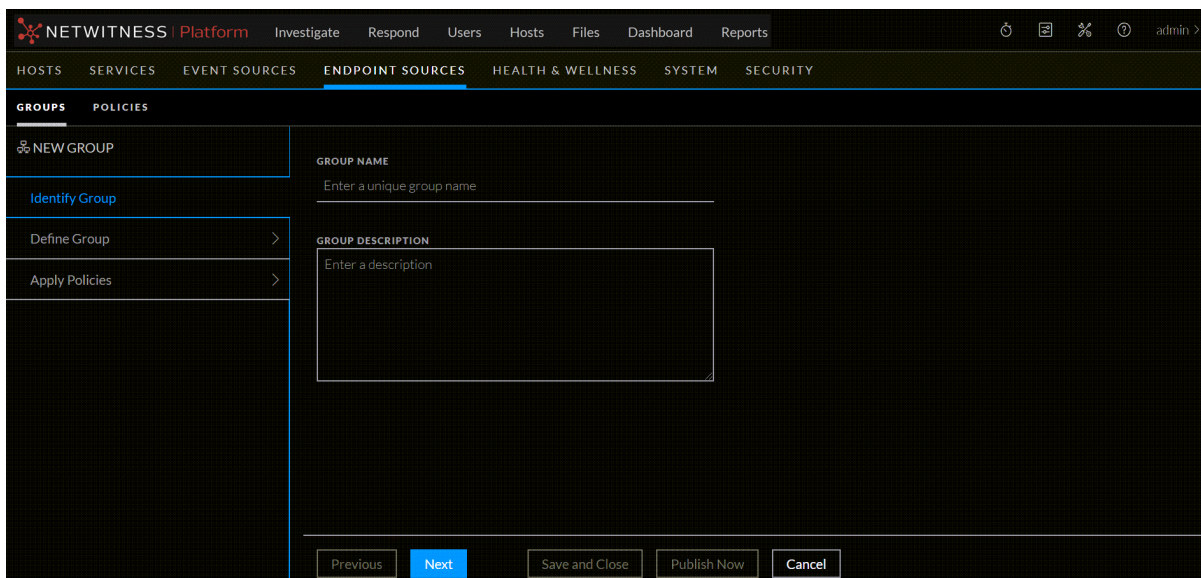 NETWITNESS | Platform Investigate Respond Users Hosts Files Dashboard Reports admin >
HOSTS SERVICES EVENT SOURCES ENDPOINT SOURCES HEALTH & WELLNESS SYSTEM SECURITY
GROUPS POLICIES
NEW GROUP
Identify Group
Define Group
Apply Policies
GROUP NAME
Enter a unique group name
GROUP DESCRIPTION
Enter a description
Previous Next Save and Close Publish Now Cancel